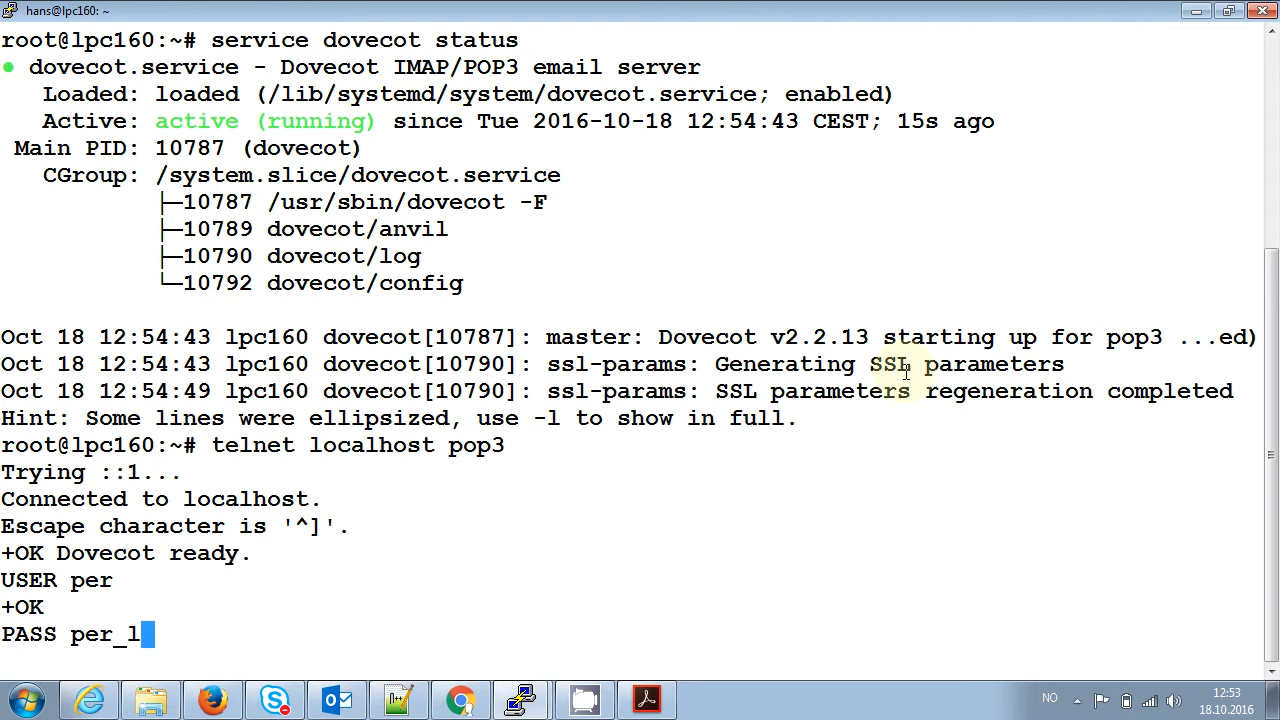 hans@lpc160: ~
root@lpc160:~# service dovecot status
● dovecot.service - Dovecot IMAP/POP3 email server
Loaded: loaded (/lib/systemd/system/dovecot.service; enabled)
Active: active (running) since Tue 2016-10-18 12:54:43 CEST; 15s ago
Main PID: 10787 (dovecot)
CGroup: /system.slice/dovecot.service
├─10787 /usr/sbin/dovecot -F
├─10789 dovecot/anvil
├─10790 dovecot/log
└─10792 dovecot/config
Oct 18 12:54:43 lpc160 dovecot[10787]: master: Dovecot v2.2.13 starting up for pop3 ...ed)
Oct 18 12:54:43 lpc160 dovecot[10790]: ssl-params: Generating SSL parameters
Oct 18 12:54:49 lpc160 dovecot[10790]: ssl-params: SSL parameters regeneration completed
Hint: Some lines were ellipsized, use -l to show in full.
root@lpc160:~# telnet localhost pop3
Trying ::1...
Connected to localhost.
Escape character is '^]'.
+OK Dovecot ready.
USER per
+OK
PASS per_l
NO
12:53
18.10.2016